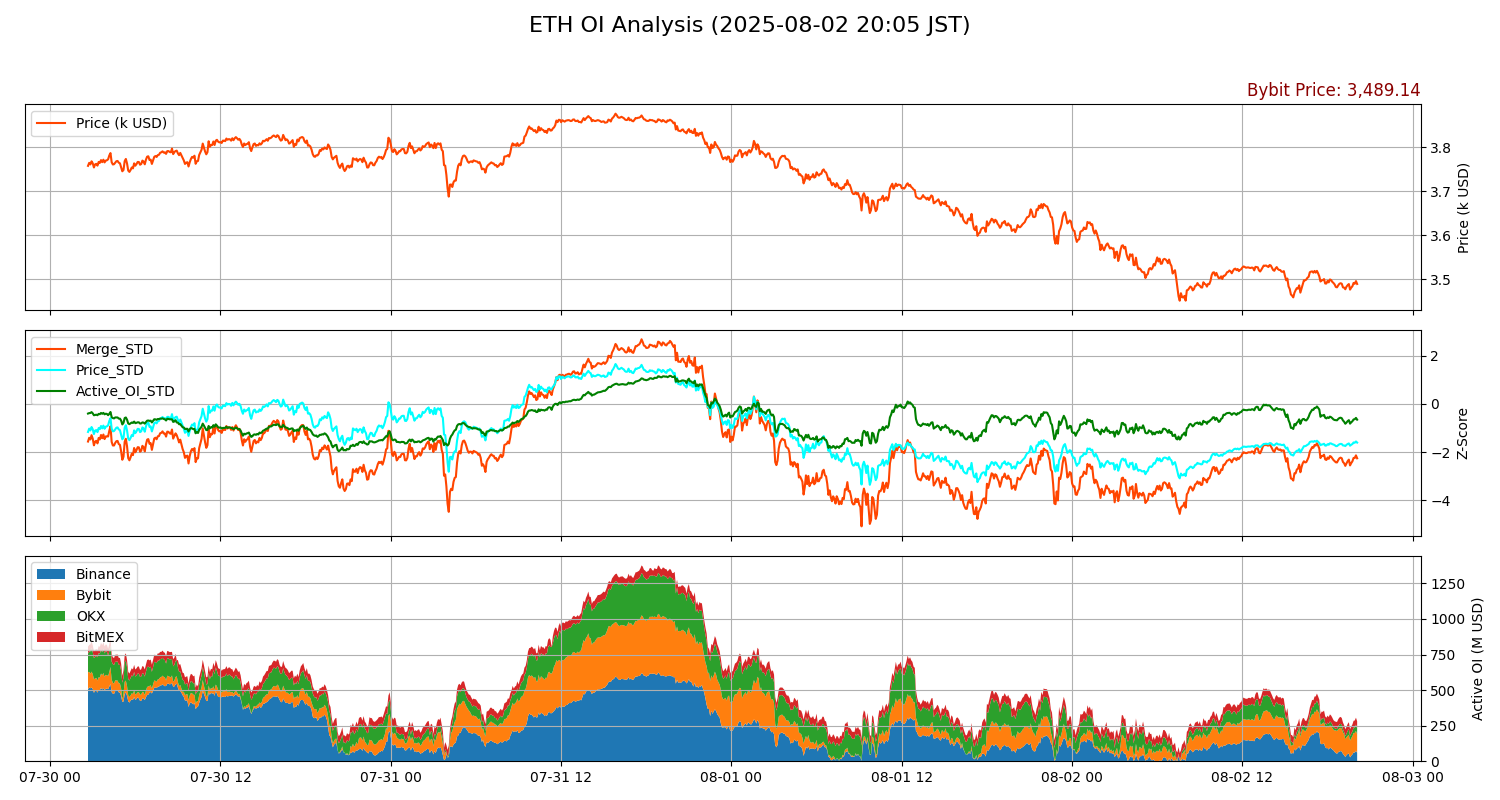 ETH OI Analysis (2025-08-02 20:05 JST)
Bybit Price: 3,489.14
Price (k USD)
3.8
3.7
3.6
3.5
Price (k USD)
Merge_STD
Price_STD
Active_OI_STD
2
0
−2
−4
Z-Score
Binance
Bybit
OKX
BitMEX
1250
1000
750
500
250
0
Active OI (M USD)
07-30 00
07-30 12
07-31 00
07-31 12
08-01 00
08-01 12
08-02 00
08-02 12
08-03 00